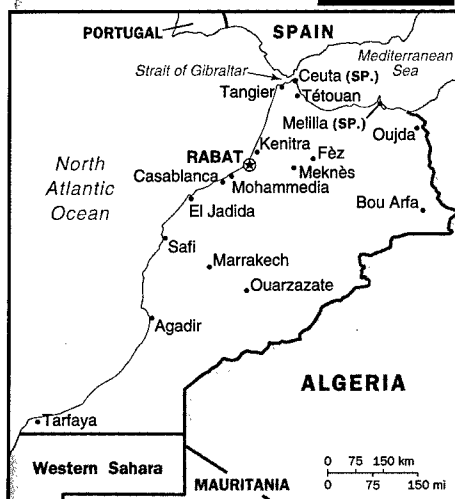 PORTUGAL
SPAIN
Mediterranean
Sea
Strait of Gibraltar
Ceuta (SP.)
Tangier
Tétouan
Melilla (SP.)
Oujda
Kenitra
RABAT
Fèz
North
Atlantic
Ocean
Casablanca
Meknès
Mohammedia
El Jadida
Bou Arfa
Safi
Marrakech
Ouarzazate
Agadir
ALGERIA
Tarfaya
Western Sahara
MAURITANIA
0 75 150 km
0 75 150 mi